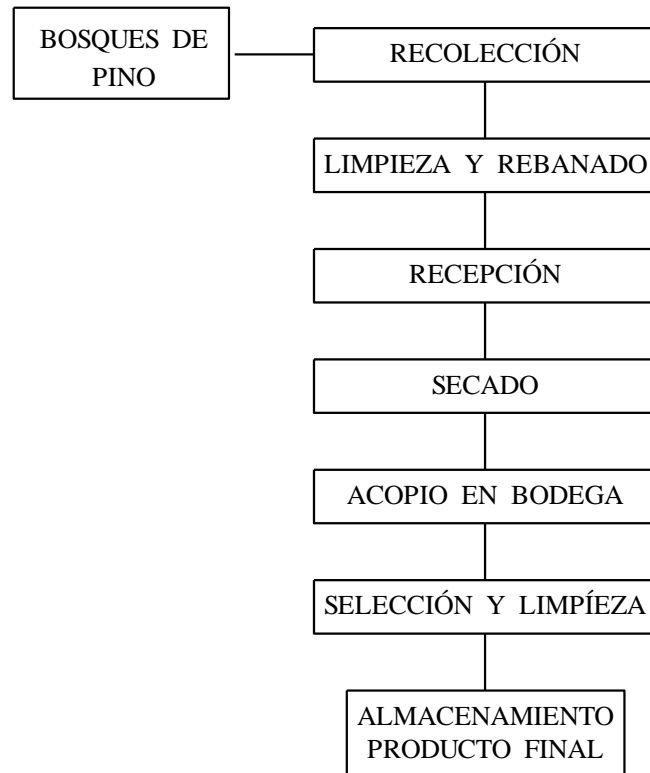 BOSQUES DE
PINO
RECOLECCIÓN
LIMPIEZA Y REBANADO
RECEPCIÓN
SECADO
ACOPIO EN BODEGA
SELECCIÓN Y LIMPÍEZA
ALMACENAMIENTO
PRODUCTO FINAL